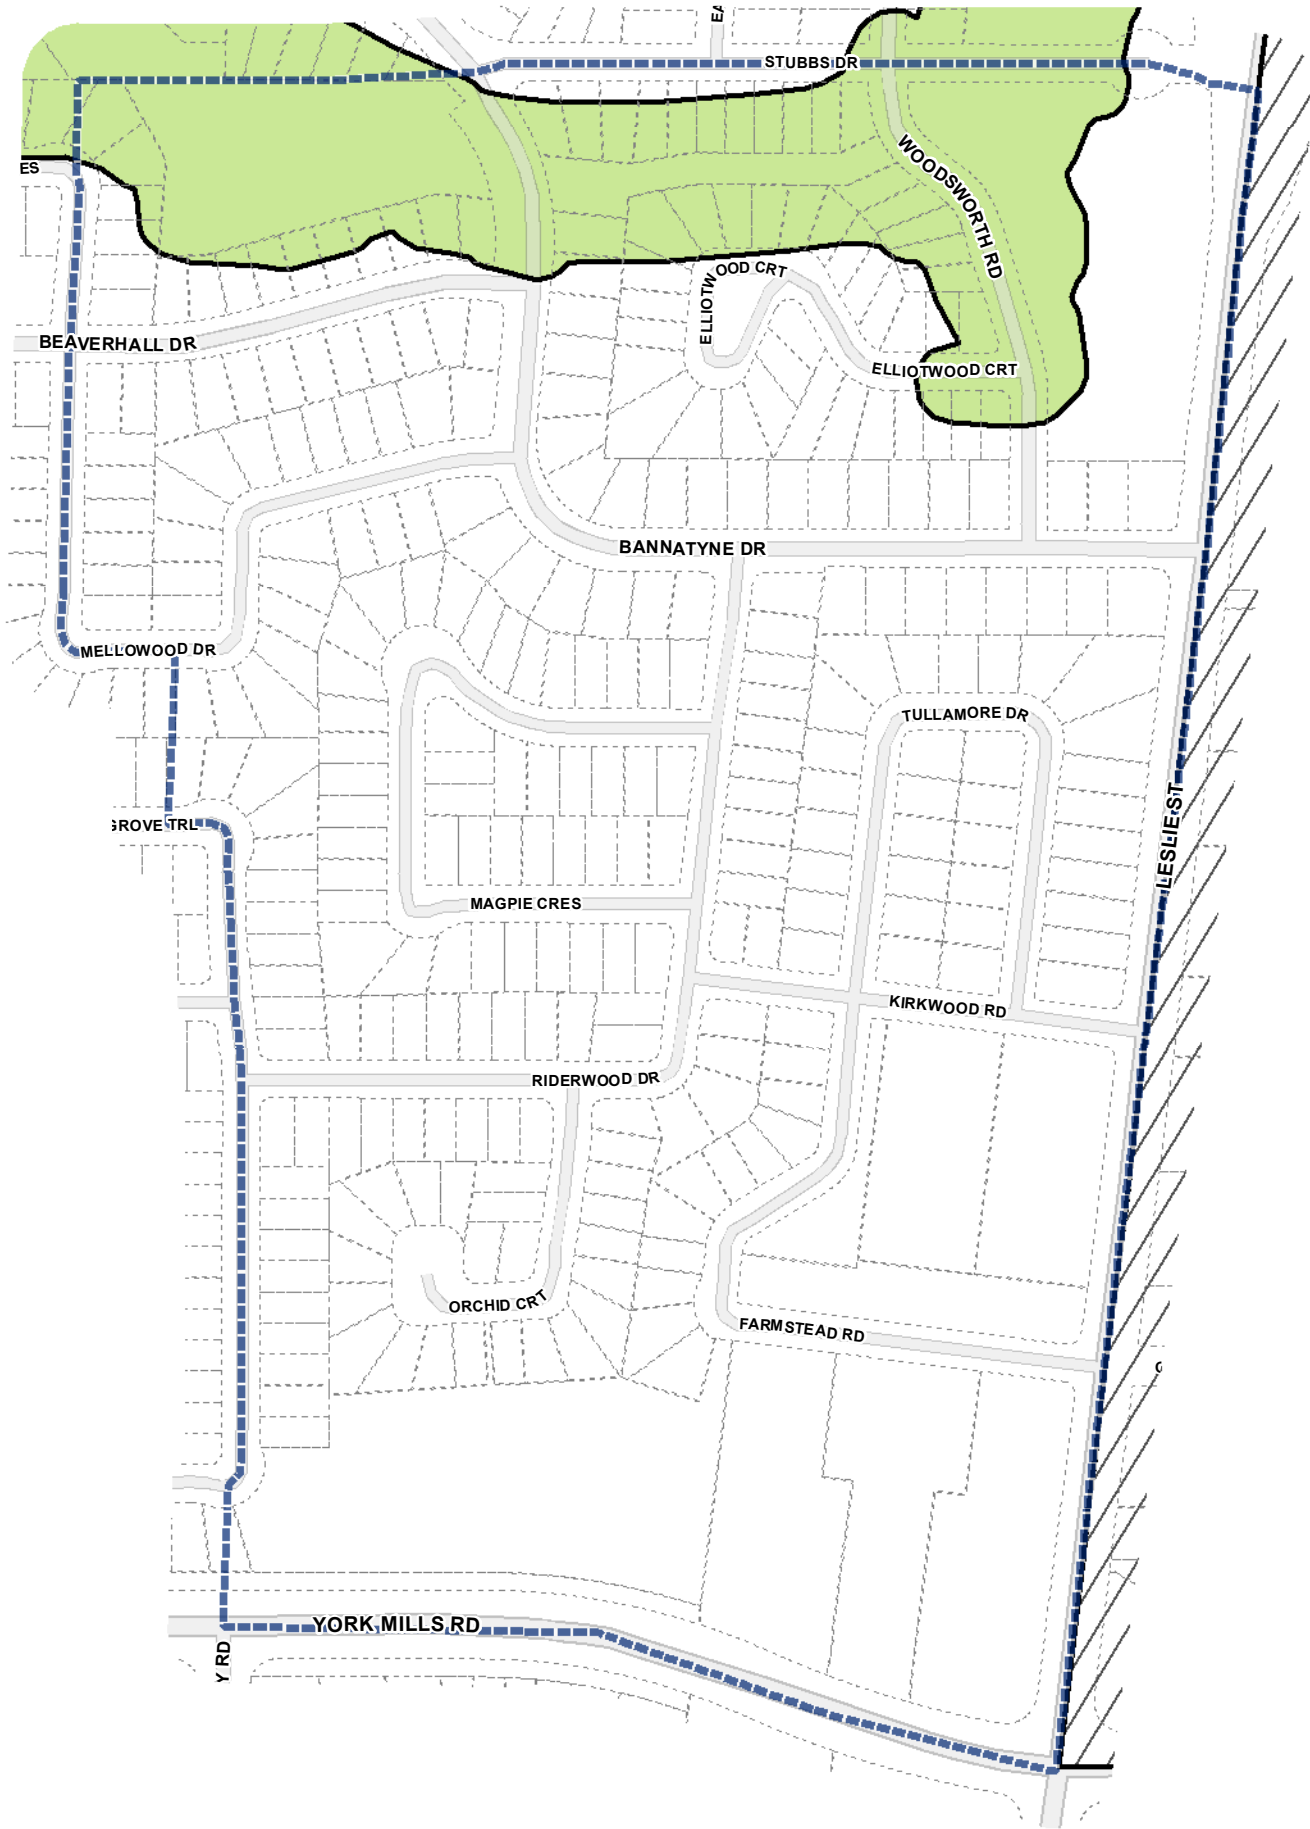 EA
STUBBS DR
ES
WOODSWORTH RD
ELLIOTWOOD CRT
BEAVERHALL DR
ELLIOTWOOD CRT
BANNATYNE DR
MELLOWOOD DR
TULLAMORE DR
GROVE TRL
LESLIE ST
MAGPIE CRES
KIRKWOOD RD
RIDERWOOD DR
ORCHID CRT
FARMSTEAD RD
YORK MILLS RD
Y RD